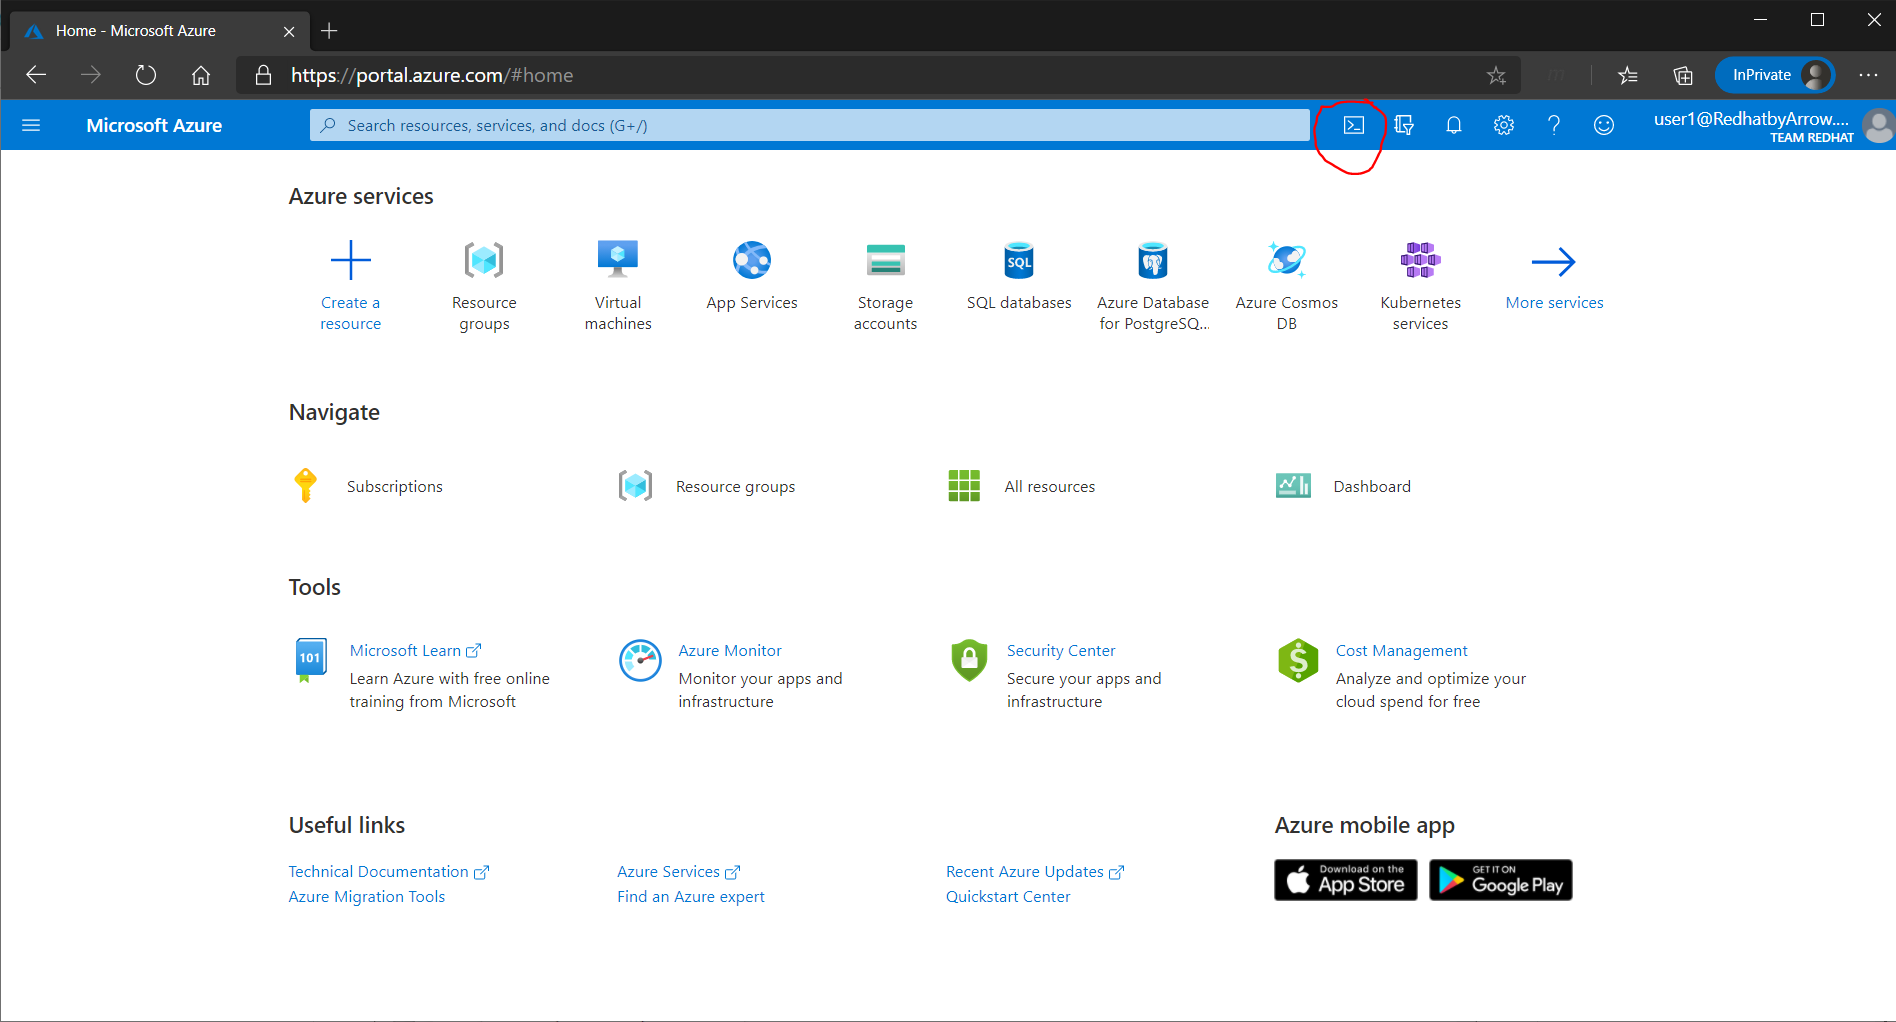 Home - Microsoft Azure
https://portal.azure.com/#home
InPrivate
Microsoft Azure
Search resources, services, and docs (G+/)
user1@RedhatbyArrow....
TEAM REDHAT
Azure services
Create a
resource
Resource
groups
Virtual
machines
App Services
Storage
accounts
SQL
SQL databases
Azure Database
for PostgreSQ...
Azure Cosmos
DB
Kubernetes
services
More services
Navigate
Subscriptions
Resource groups
All resources
Dashboard
Tools
101
Microsoft Learn
Learn Azure with free online
training from Microsoft
Azure Monitor
Monitor your apps and
infrastructure
Security Center
Secure your apps and
infrastructure
Cost Management
Analyze and optimize your
cloud spend for free
Useful links
Technical Documentation
Azure Migration Tools
Azure Services
Find an Azure expert
Recent Azure Updates
Quickstart Center
Azure mobile app
Download on the
App Store
GET IT ON
Google Play